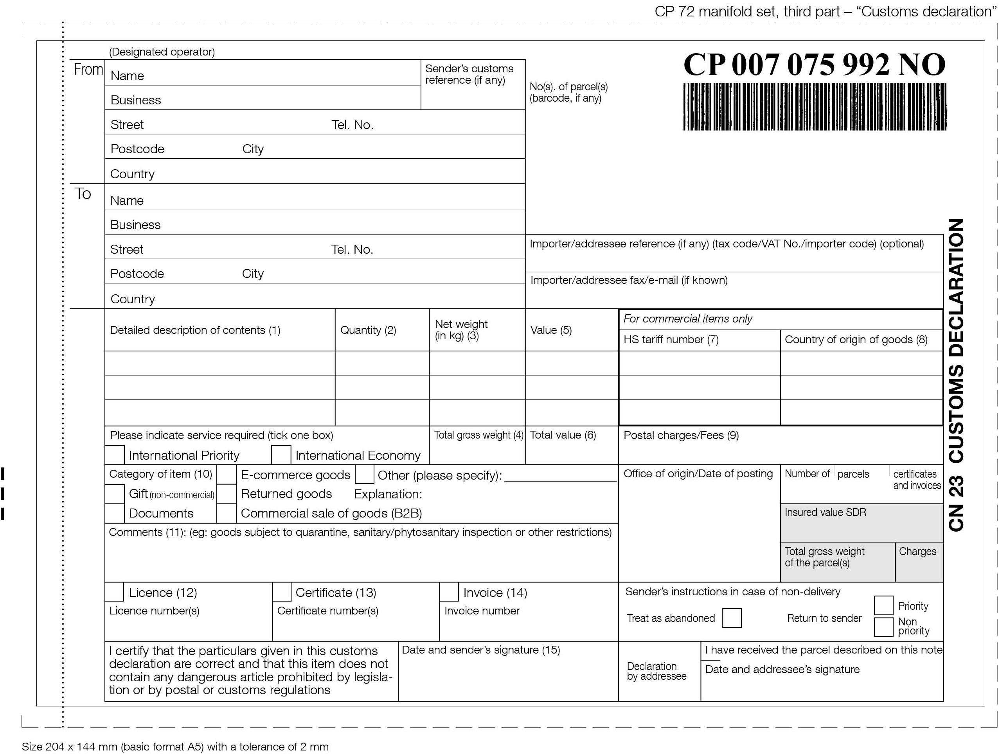 CP 72 manifold set, third part – “Customs declaration”
(Designated operator)
From
Name
Sender’s customs
reference (if any)
Business
Street Tel. No.
Postcode City
Country
No(s). of parcel(s)
(barcode, if any)
CP 007 075 992 NO
To
Name
Business
Street Tel. No.
Postcode City
Country
Importer/addressee reference (if any) (tax code/VAT No./importer code) (optional)
Importer/addressee fax/e-mail (if known)
CN 23 CUSTOMS DECLARATION
Detailed description of contents (1)
Quantity (2)
Net weight
(in kg) (3)
Value (5)
For commercial items only
HS tariff number (7)
Country of origin of goods (8)
Please indicate service required (tick one box)
International Priority
International Economy
Total gross weight (4)
Total value (6)
Postal charges/Fees (9)
Category of item (10)
Gift (non-commercial)
Documents
E-commerce goods
Returned goods
Commercial sale of goods (B2B)
Other (please specify):
Explanation:
Office of origin/Date of posting
Number of parcels certificates
and invoices
Insured value SDR
Total gross weight
of the parcel(s)
Charges
Comments (11): (eg: goods subject to quarantine, sanitary/phytosanitary inspection or other restrictions)
Licence (12)
Licence number(s)
Certificate (13)
Certificate number(s)
Invoice (14)
Invoice number
Sender’s instructions in case of non-delivery
Treat as abandoned
Return to sender
Priority
Non
priority
I certify that the particulars given in this customs
declaration are correct and that this item does not
contain any dangerous article prohibited by legisla-
tion or by postal or customs regulations
Date and sender’s signature (15)
Declaration
by addressee
I have received the parcel described on this note
Date and addressee’s signature
Size 204 x 144 mm (basic format A5) with a tolerance of 2 mm